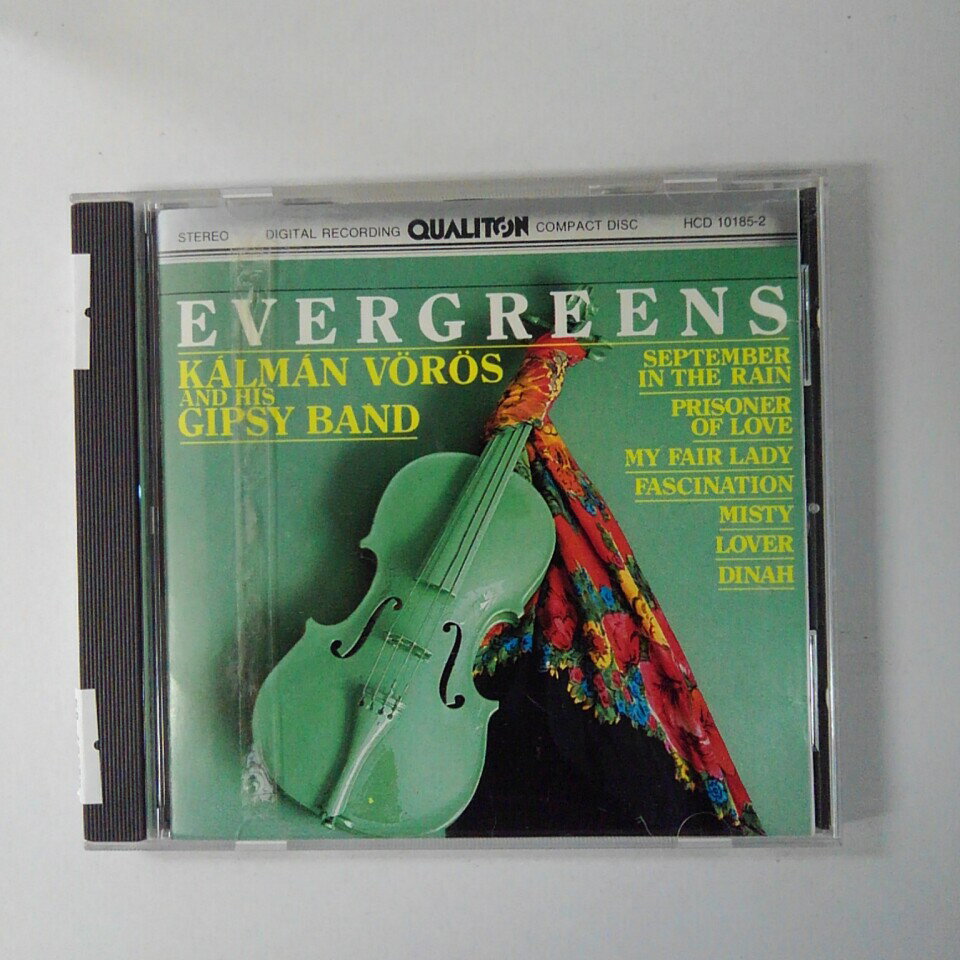 STEREO DIGITAL RECORDING QUALITON COMPACT DISC HCD 10185-2
EVERGREENS
KÁLMÁN VÖRÖS
AND HIS
GIPSY BAND
SEPTEMBER
IN THE RAIN
PRISONER
OF LOVE
MY FAIR LADY
FASCINATION
MISTY
LOVER
DINAH